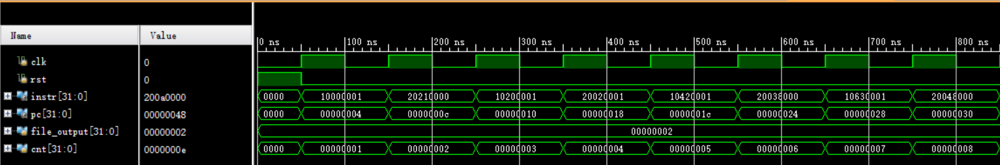 Name Value 0 ns 100 ns 200 ns 300 ns 400 ns 500 ns 600 ns 700 ns 800 ns
clk 0
rst 0
instr[31:0] 200a0000 0000 10000001 20210000 10200001 20020001 10420001 20038000 10630001 20048000
pc[31:0] 00000048 0000 00000004 0000000c 00000010 00000018 0000001c 00000024 00000028 00000030
file_output[31:0] 00000002 00000002
cnt[31:0] 0000000e 0000 00000001 00000002 00000003 00000004 00000005 00000006 00000007 00000008